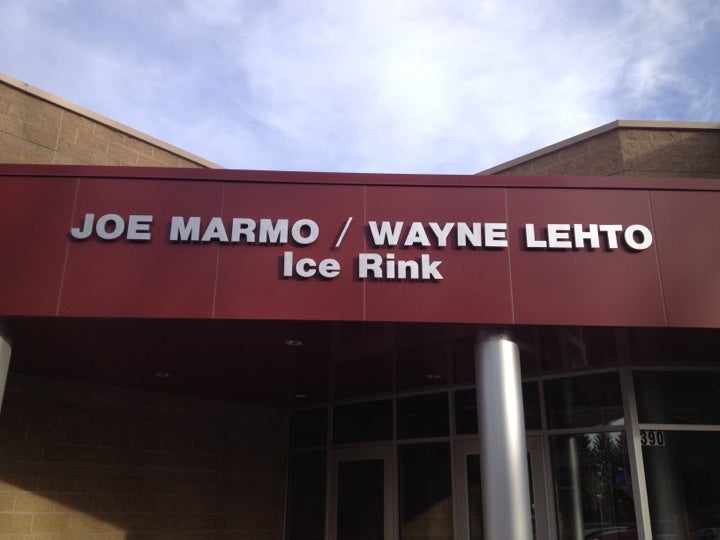 JOE MARMO / WAYNE LEHTO
Ice Rink
390